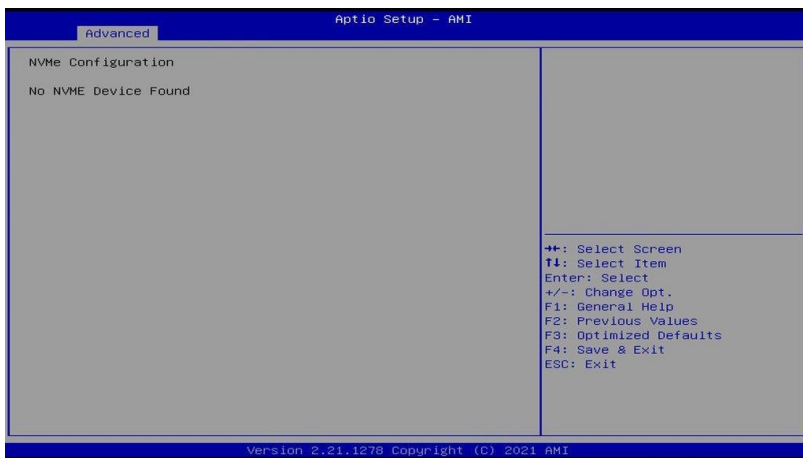 Aptio Setup - AMI
Advanced
NVMe Configuration
No NVME Device Found
→←: Select Screen
↑↓: Select Item
Enter: Select
+/-: Change Opt.
F1: General Help
F2: Previous Values
F3: Optimized Defaults
F4: Save & Exit
ESC: Exit
Version 2.21.1278 Copyright (C) 2021 AMI